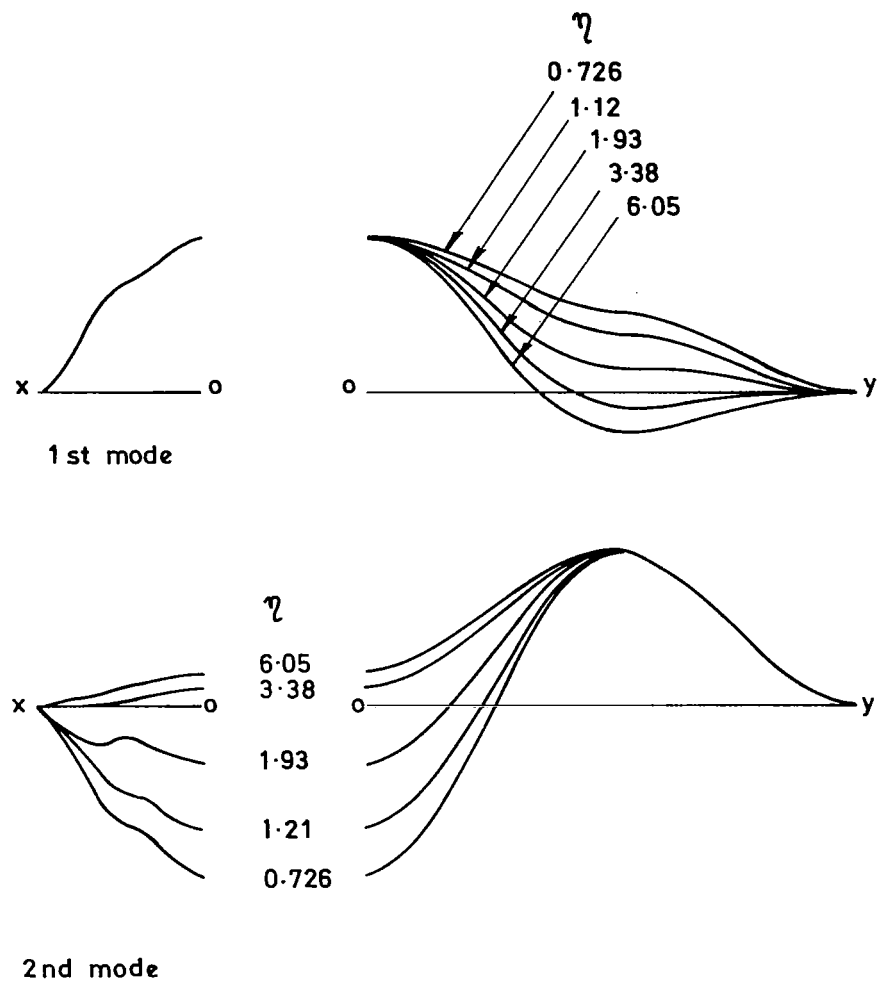 η
0·726
1·12
1·93
3·38
6·05
x o o y
1st mode
η
6·05
3·38
x o o y
1·93
1·21
0·726
2nd mode